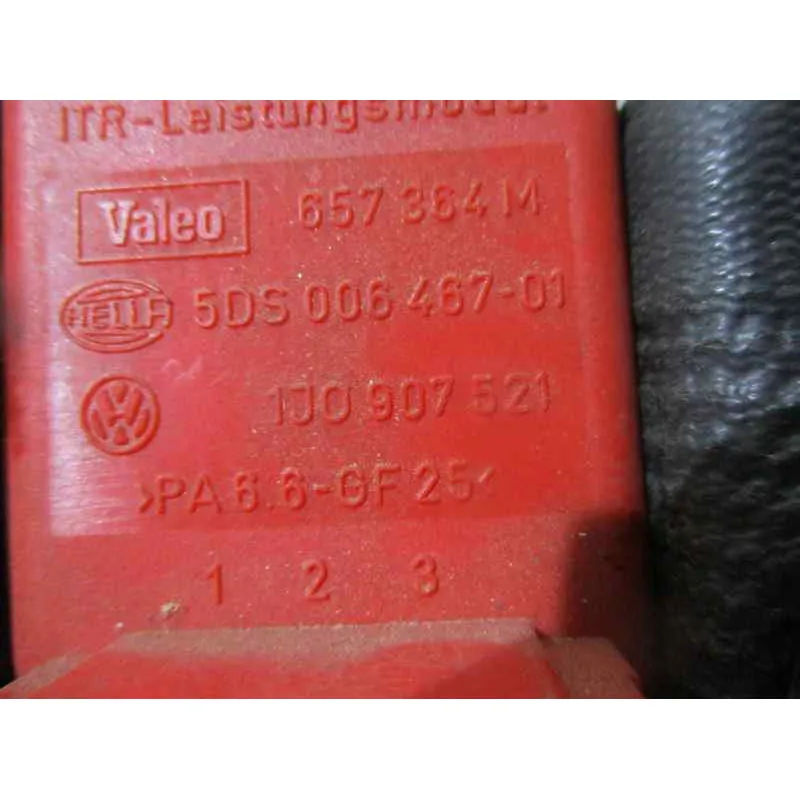 ITR-Leistungsmodul
Valeo 657 364 M
HELLA 5DS 006 467-01
VW 1J0 907 521
>PA 6.6-GF 25<
1 2 3